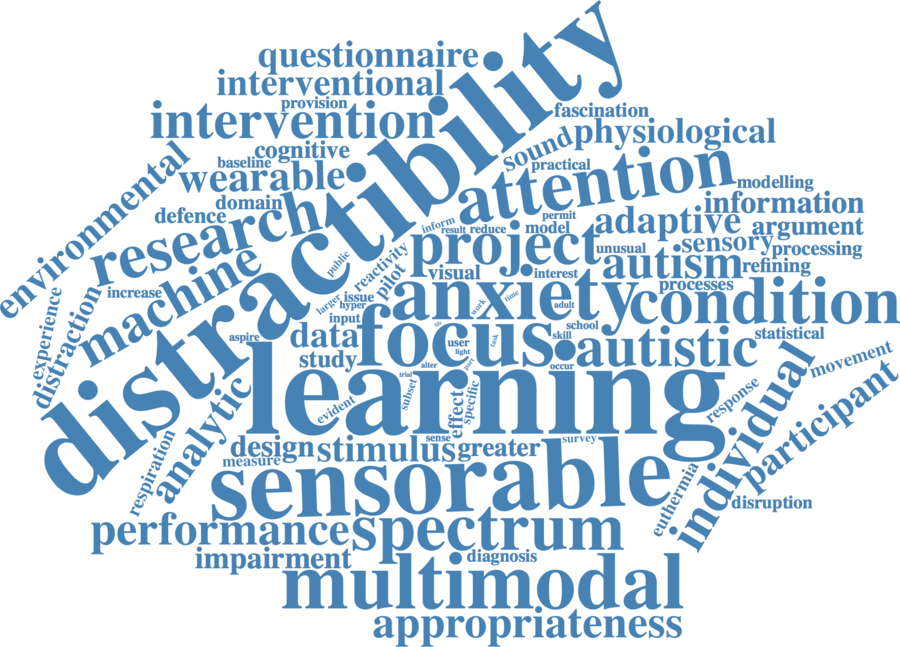 questionnaire
interventional
provision
intervention
distractibility
fascination
physiological
sound
practical
attention
cognitive
baseline
wearable
environmental
domain
defence
research
modelling
information
adaptive
argument
inform
permit
result
reduce
model
project
unusual
sensory
processing
autism
refining
machine
public
reactivity
pilot
visual
interest
processes
experience
distraction
increase
larger
issue
hyper
input
anxiety
work
time
adult
condition
school
skill
statistical
aspire
data
focus
user
light
task
part
autistic
occur
study
alter
trial
subset
learning
evident
effect
specific
individual
movement
response
participant
analytic
respiration
design
stimulus
sense
greater
survey
measure
sensorable
euthermia
disruption
performance
spectrum
impairment
diagnosis
multimodal
appropriateness